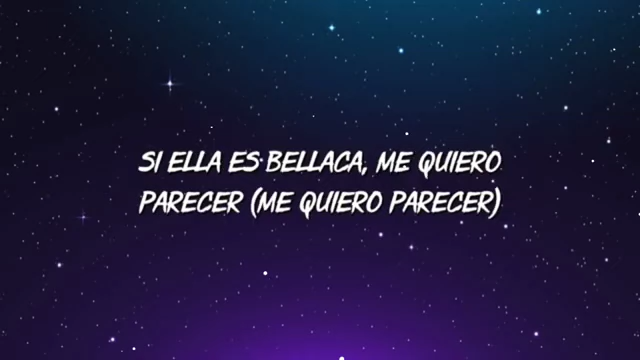 SI ELLA ES BELLACA, ME QUIERO
PARECER (ME QUIERO PARECER)